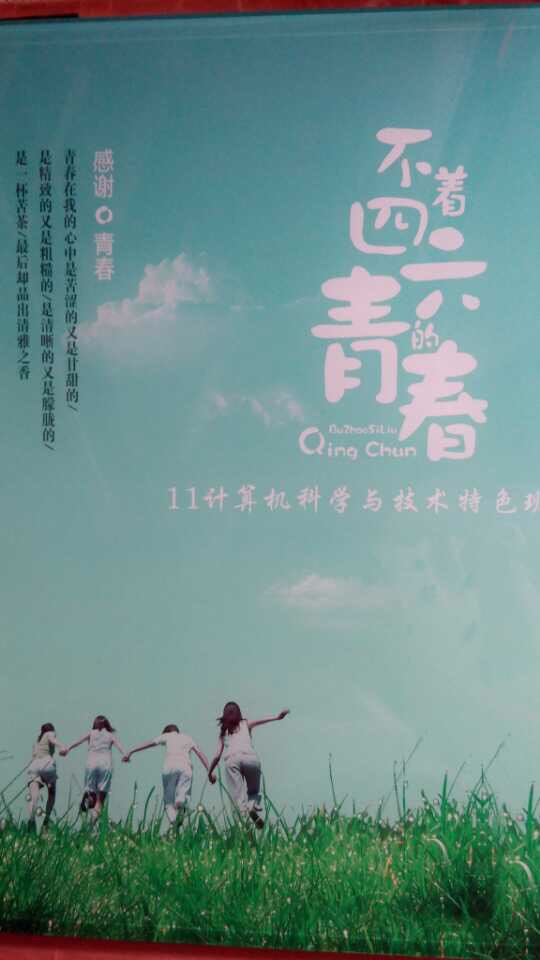 不着
四六
的
青春
BuZhaoSiLiu
Qing Chun
11计算机科学与技术特色班
感谢 青春
青春在我的心中是苦涩的又是甘甜的/
是精致的又是粗糙的/是清晰的又是朦胧的/
是一杯苦茶/最后却品出清雅之香